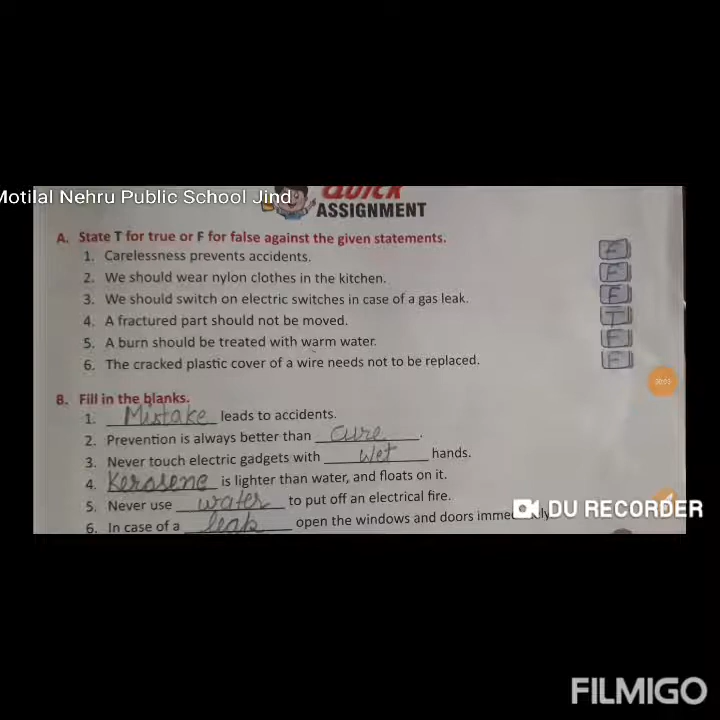 Motilal Nehru Public School Jind
QUICK
ASSIGNMENT
A. State T for true or F for false against the given statements.
1. Carelessness prevents accidents. F
2. We should wear nylon clothes in the kitchen. F
3. We should switch on electric switches in case of a gas leak. F
4. A fractured part should not be moved. T
5. A burn should be treated with warm water. F
6. The cracked plastic cover of a wire needs not to be replaced. F
00:03
B. Fill in the blanks.
1. Mistake leads to accidents.
2. Prevention is always better than cure.
3. Never touch electric gadgets with wet hands.
4. Kerosene is lighter than water, and floats on it.
5. Never use water to put off an electrical fire.
DU RECORDER
6. In case of a leak open the windows and doors
FILMIGO